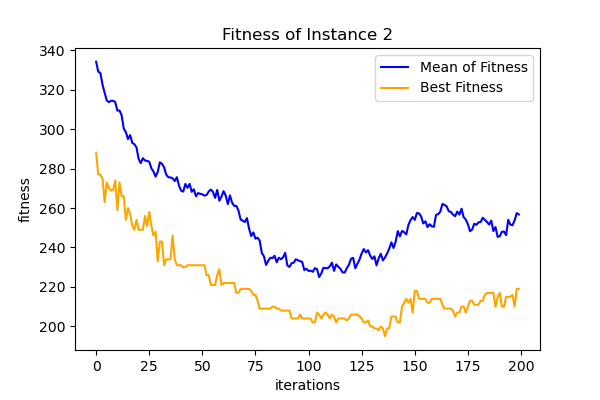 Fitness of Instance 2
Mean of Fitness
Best Fitness
fitness
340
320
300
280
260
240
220
200
0 25 50 75 100 125 150 175 200
iterations